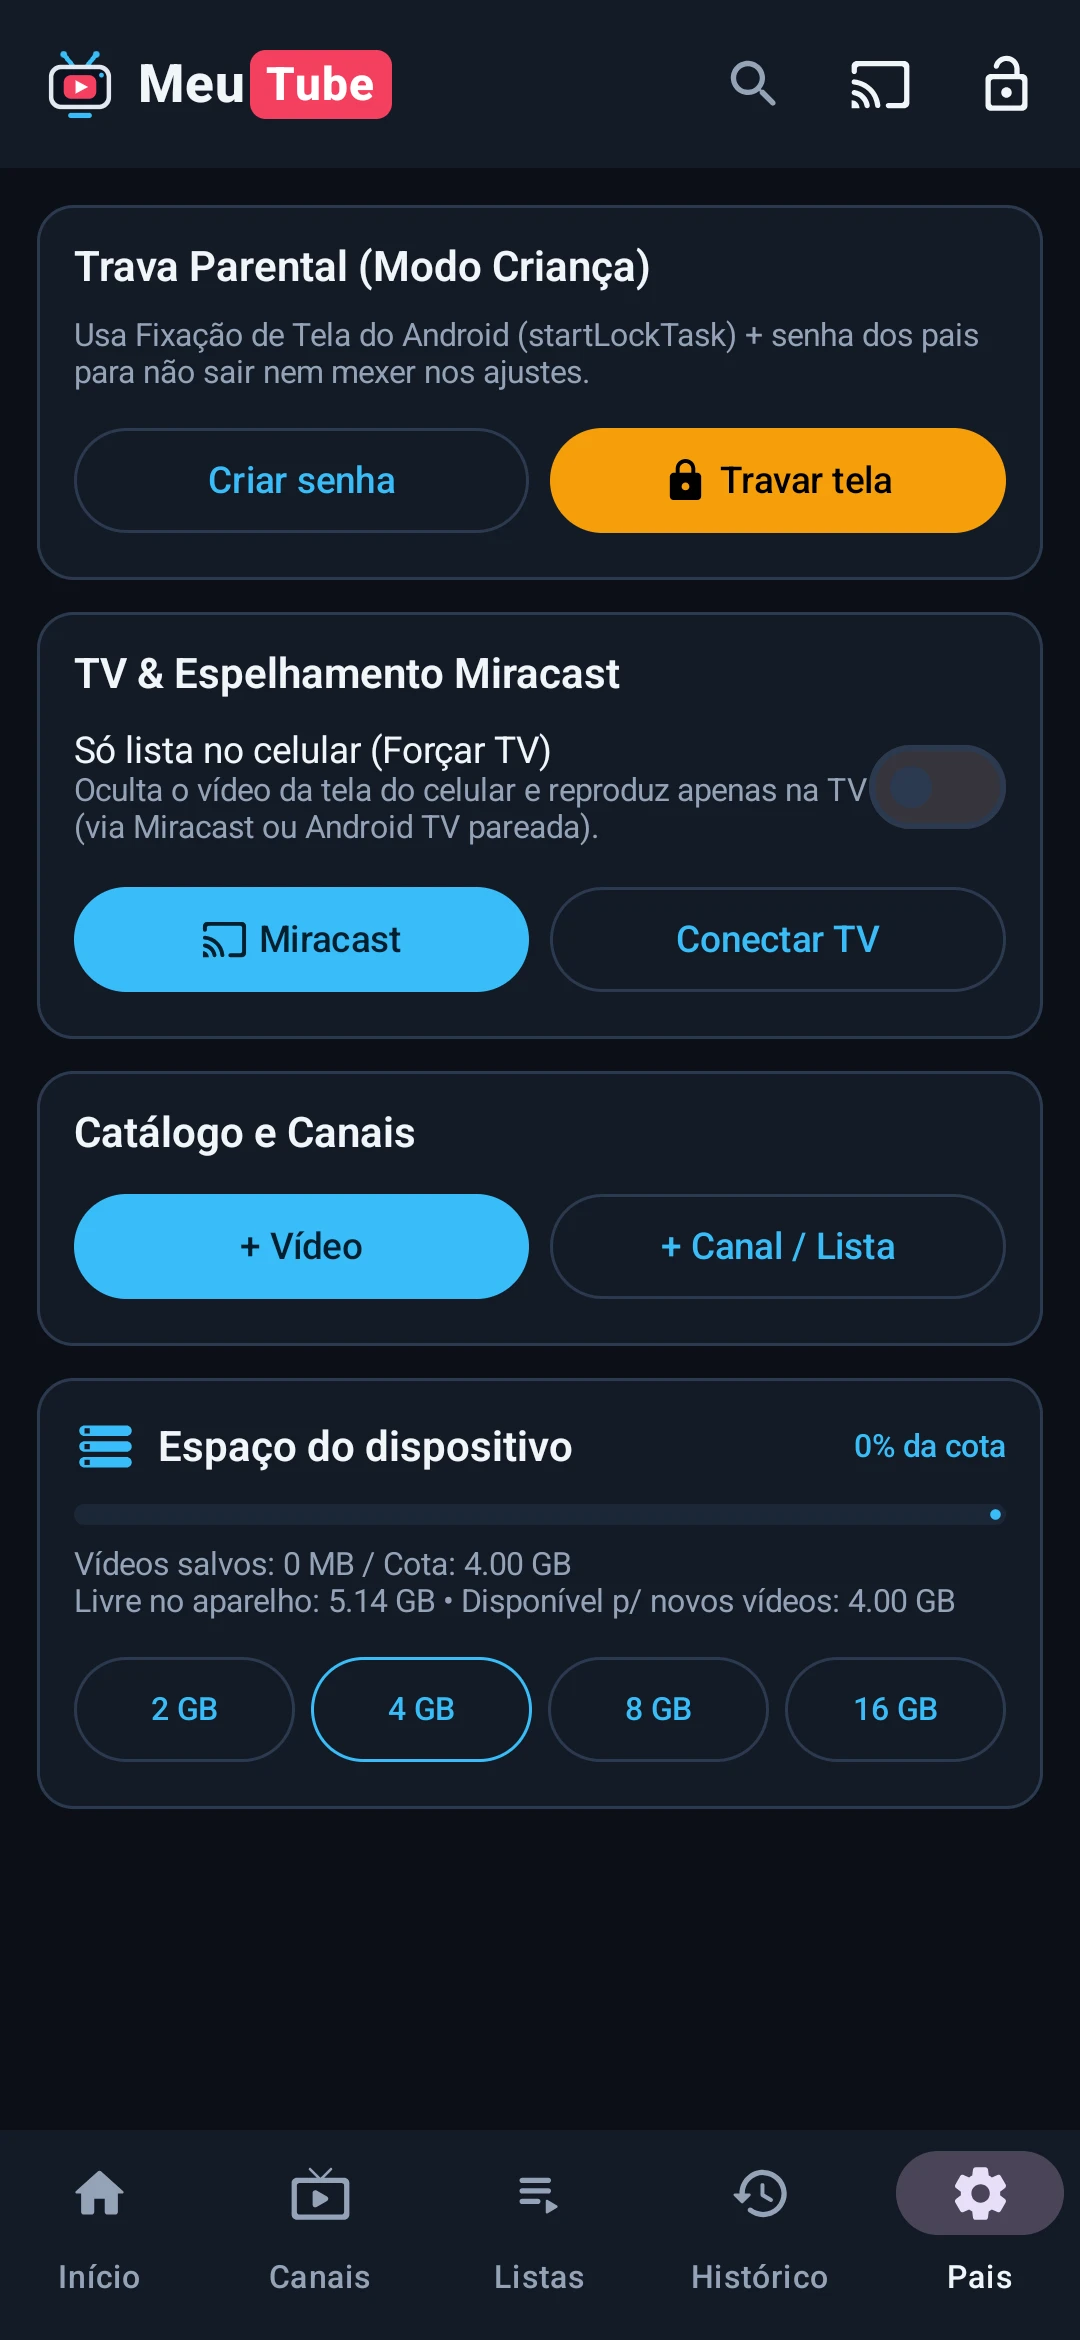 Meu Tube
Trava Parental (Modo Criança)
Usa Fixação de Tela do Android (startLockTask) + senha dos pais
para não sair nem mexer nos ajustes.
Criar senha
Travar tela
TV & Espelhamento Miracast
Só lista no celular (Forçar TV)
Oculta o vídeo da tela do celular e reproduz apenas na TV
(via Miracast ou Android TV pareada).
Miracast
Conectar TV
Catálogo e Canais
+ Vídeo
+ Canal / Lista
Espaço do dispositivo
0% da cota
Vídeos salvos: 0 MB / Cota: 4.00 GB
Livre no aparelho: 5.14 GB • Disponível p/ novos vídeos: 4.00 GB
2 GB
4 GB
8 GB
16 GB
Início
Canais
Listas
Histórico
Pais